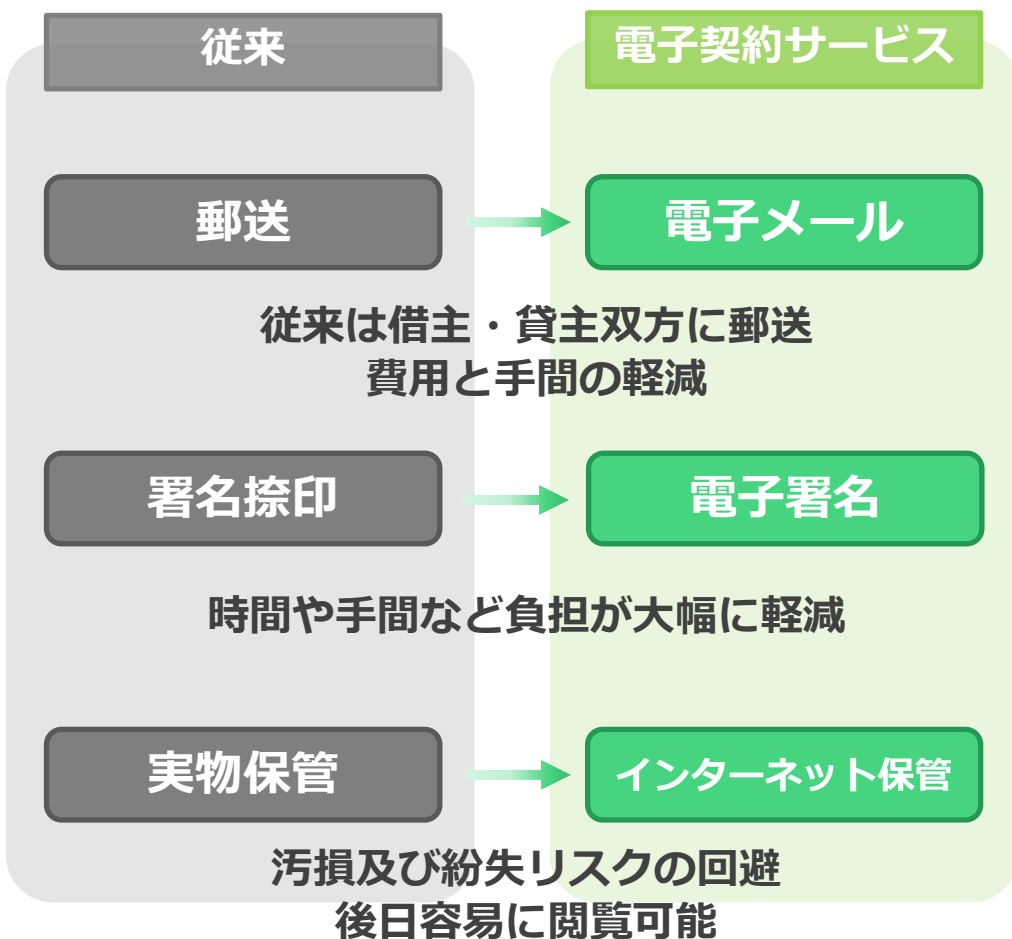 従来
電子契約サービス
郵送
電子メール
従来は借主・貸主双方に郵送
費用と手間の軽減
署名捺印
電子署名
時間や手間など負担が大幅に軽減
実物保管
インターネット保管
汚損及び紛失リスクの回避
後日容易に閲覧可能